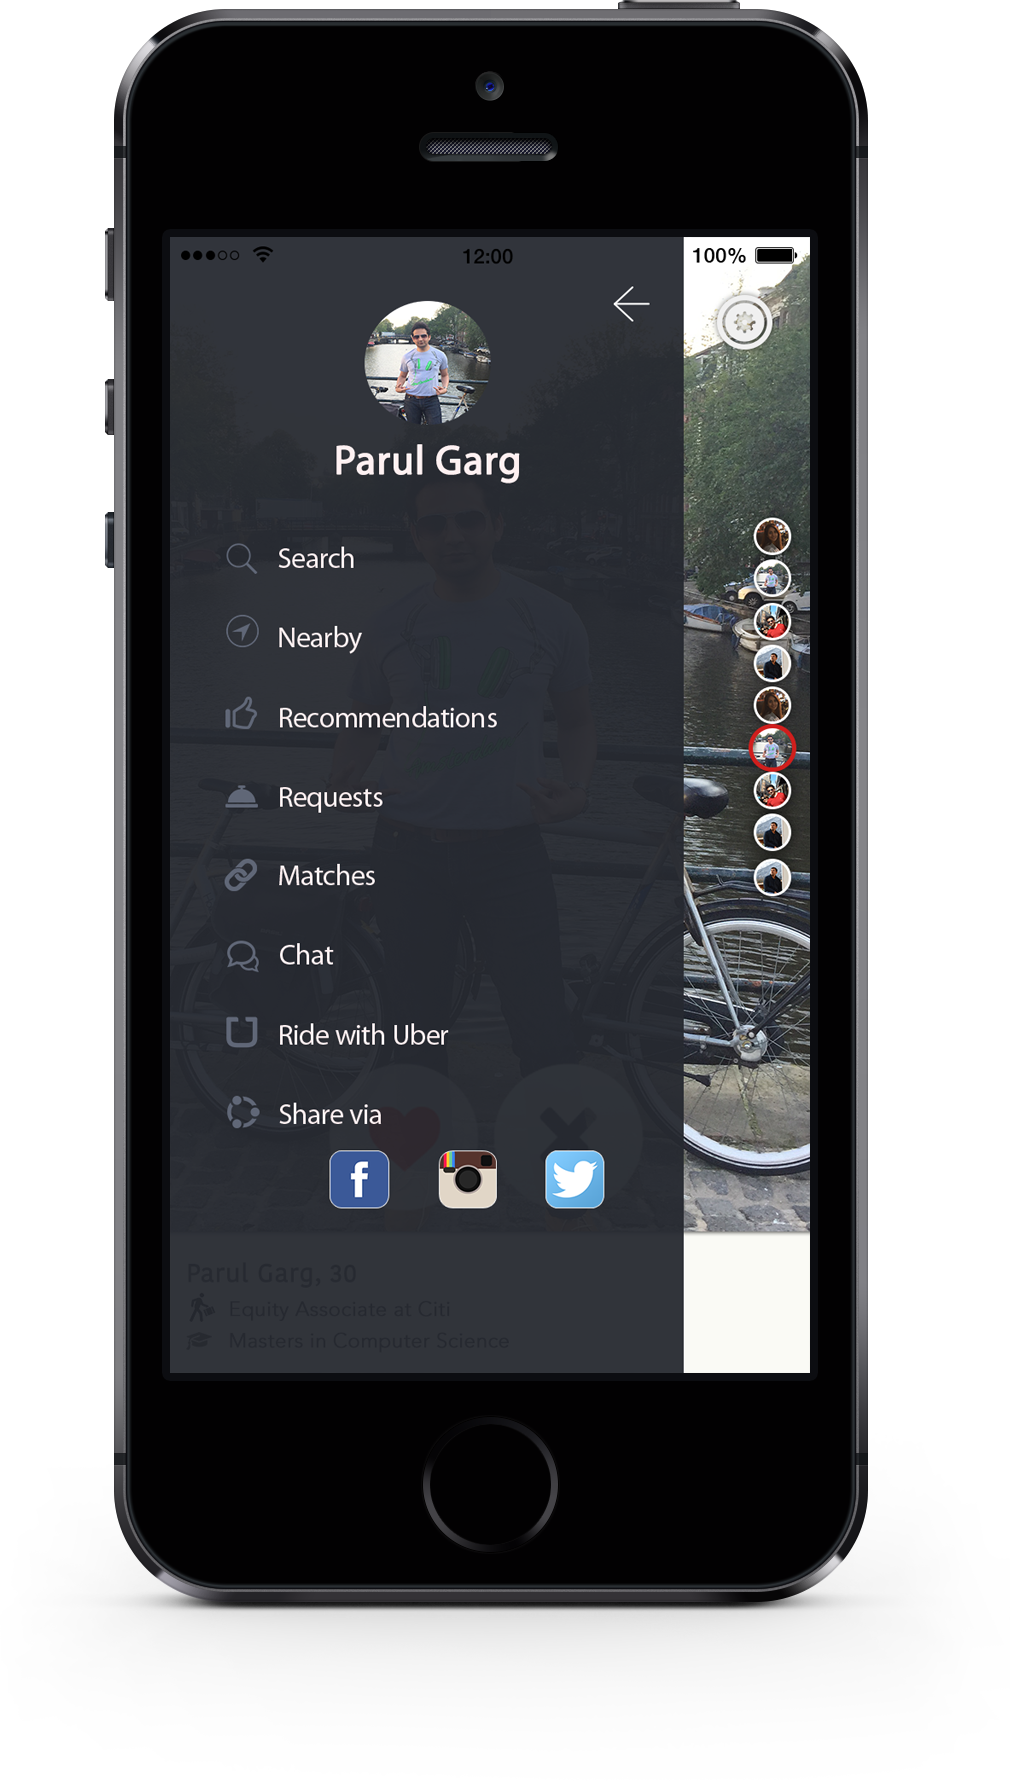 12:00
100%
Parul Garg
Search
Nearby
Recommendations
Requests
Matches
Chat
Ride with Uber
Share via
Parul Garg, 30
Equity Associate at Citi
Masters in Computer Science